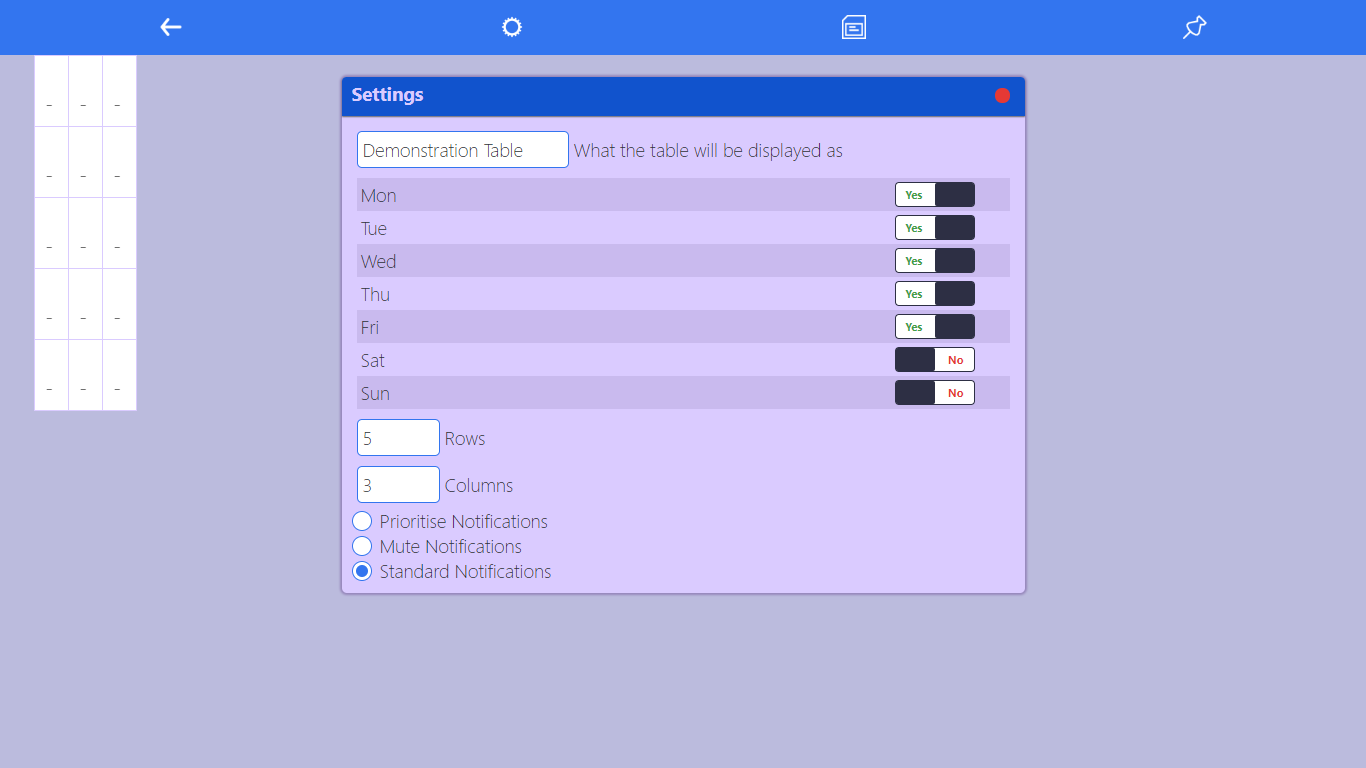 Settings
Demonstration Table What the table will be displayed as
Mon Yes
Tue Yes
Wed Yes
Thu Yes
Fri Yes
Sat No
Sun No
5 Rows
3 Columns
Prioritise Notifications
Mute Notifications
Standard Notifications
- - -
- - -
- - -
- - -
- - -